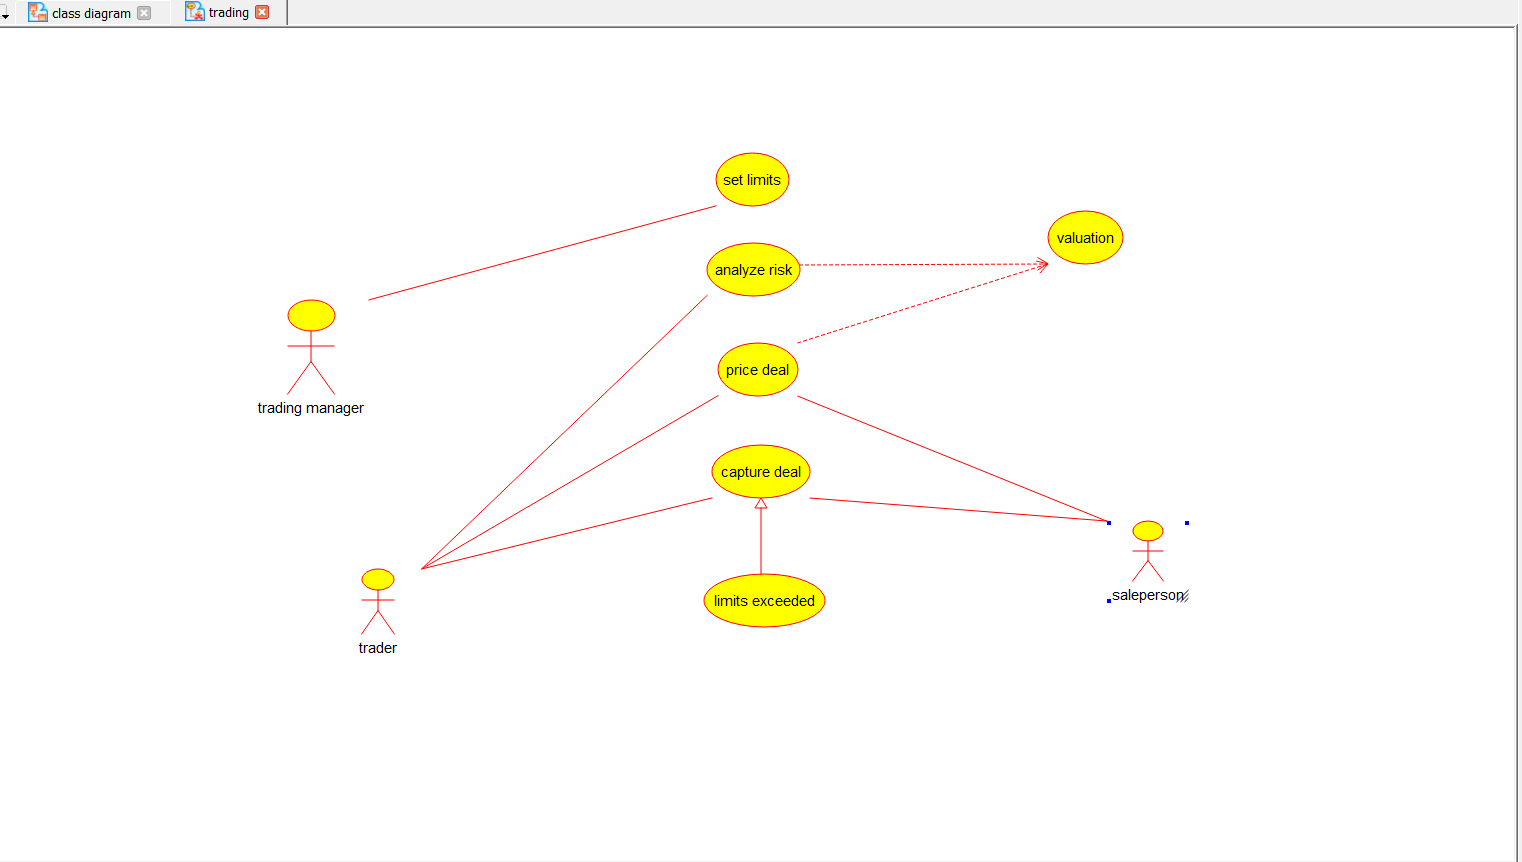 class diagram
trading
set limits
valuation
analyze risk
price deal
trading manager
capture deal
saleperson
limits exceeded
trader